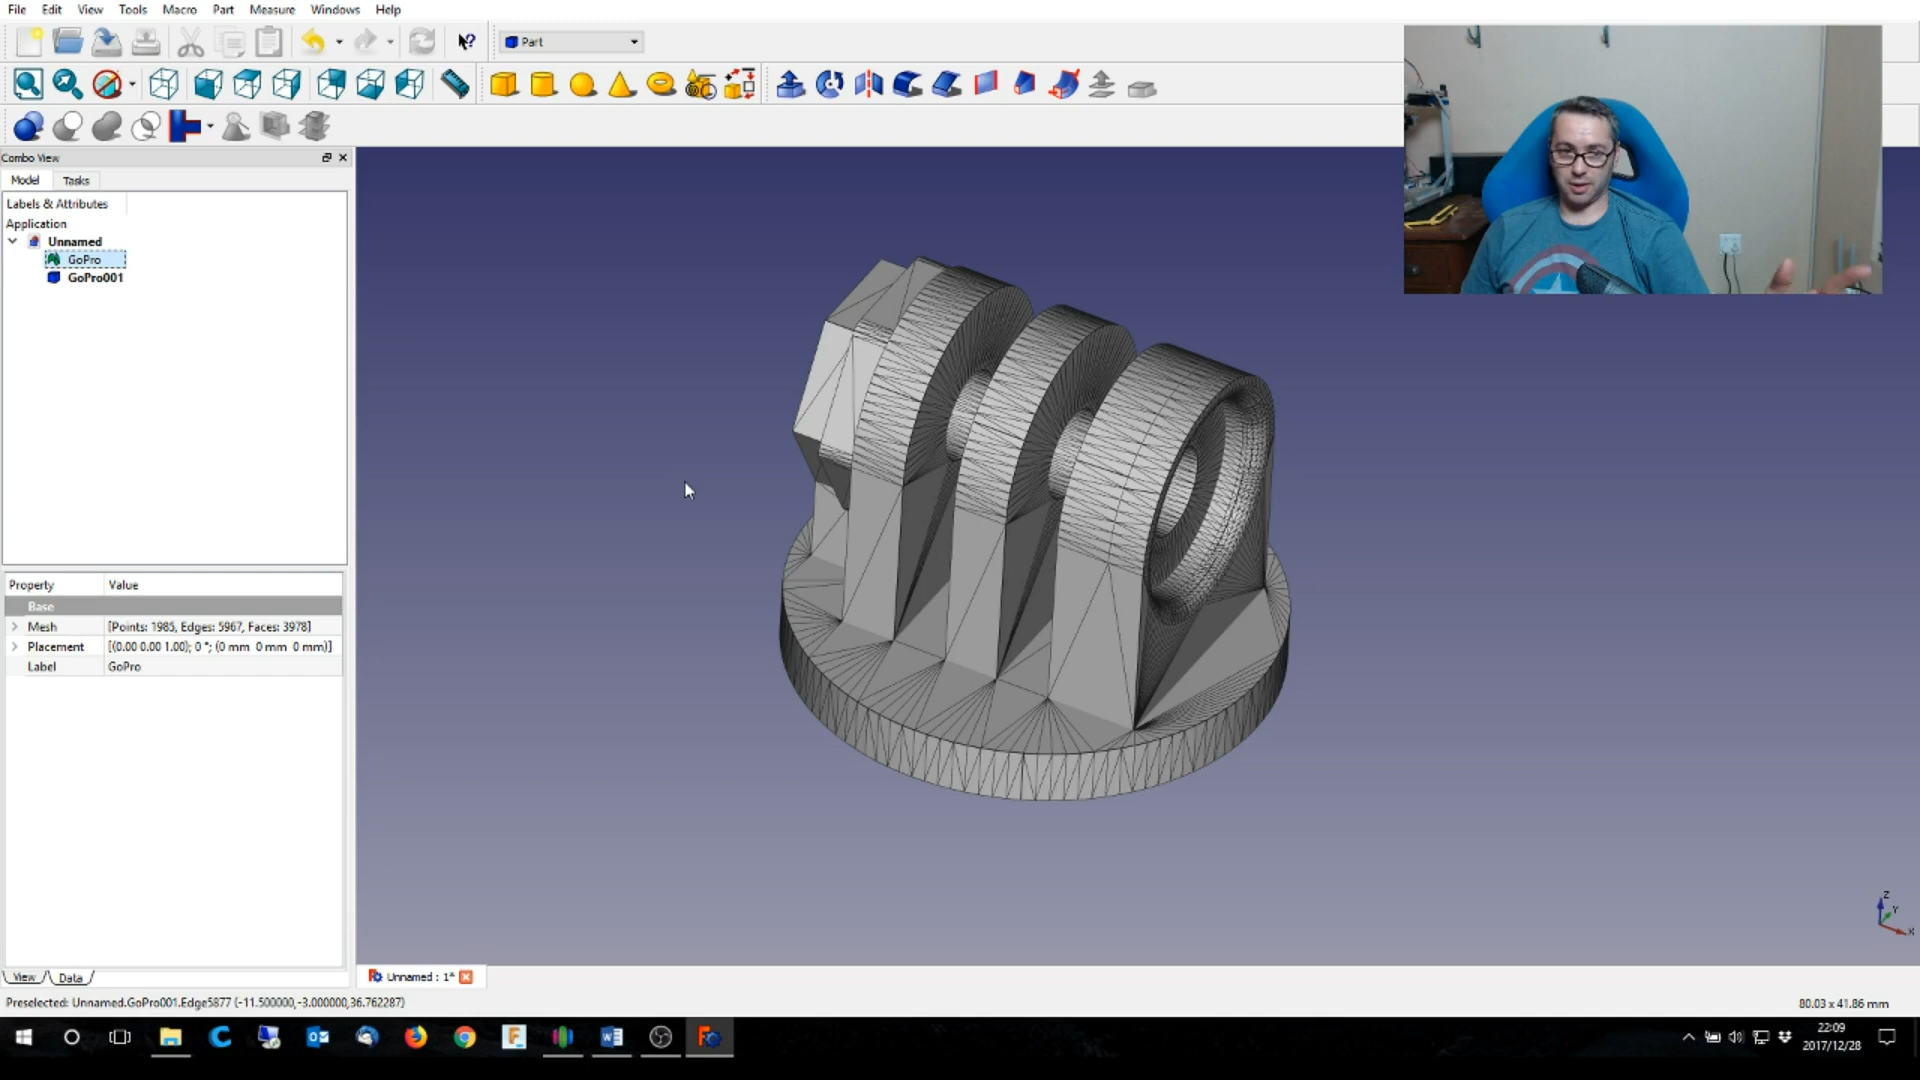 File Edit View Tools Macro Part Measure Windows Help
Part
Combo View
Model Tasks
Labels & Attributes
Application
Unnamed
GoPro
GoPro001
Property Value
Base
Mesh [Points: 1985, Edges: 5967, Faces: 3978]
Placement [(0.00 0.00 1.00); 0 °; (0 mm 0 mm 0 mm)]
Label GoPro
View Data
Unnamed : 1*
Preselected: Unnamed.GoPro001.Edge5877 (-11.500000,-3.000000,36.762287)
80.03 x 41.86 mm
Z
Y
X
22:09
2017/12/28